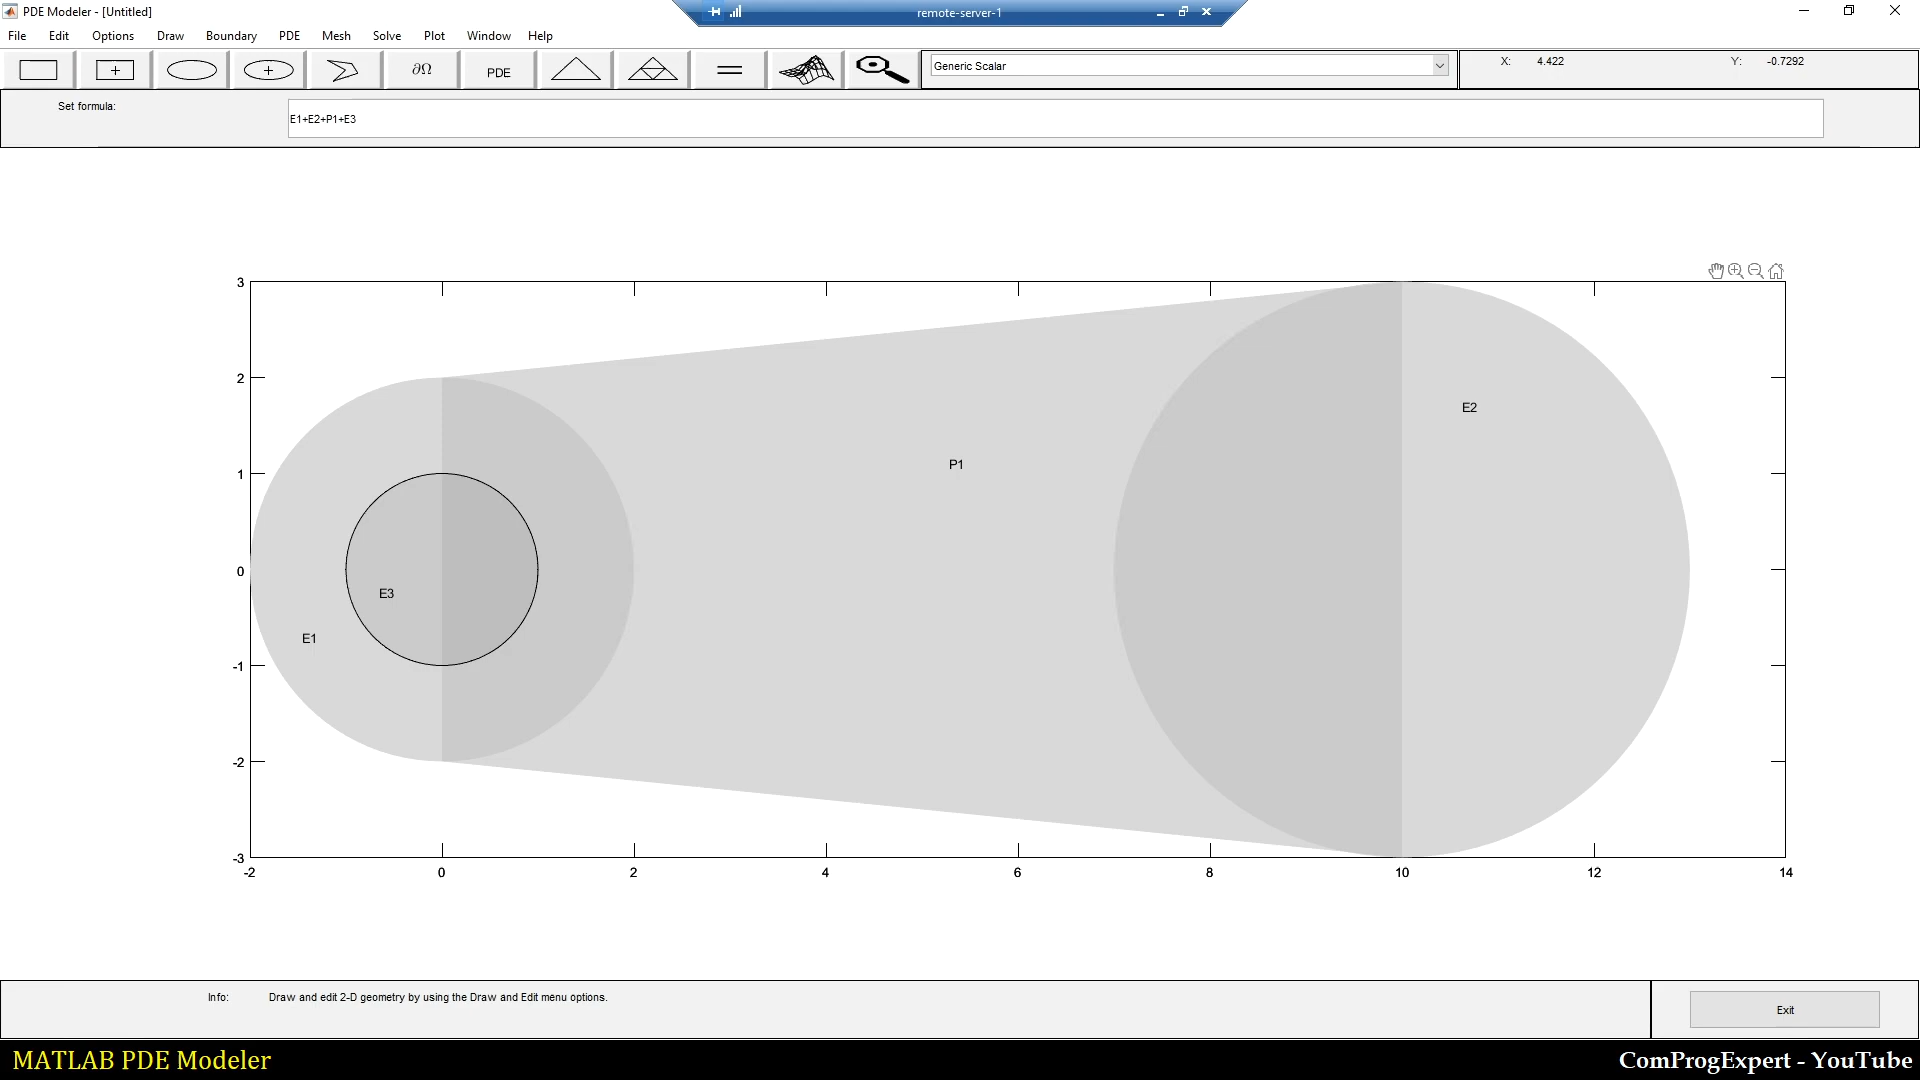 PDE Modeler - [Untitled]
remote-server-1
File Edit Options Draw Boundary PDE Mesh Solve Plot Window Help
∂Ω PDE Generic Scalar X: 4.422 Y: -0.7292
Set formula: E1+E2+P1+E3
3
2
E2
P1
1
0
E3
E1
-1
-2
-3
-2 0 2 4 6 8 10 12 14
Info: Draw and edit 2-D geometry by using the Draw and Edit menu options.
Exit
MATLAB PDE Modeler
ComProgExpert - YouTube